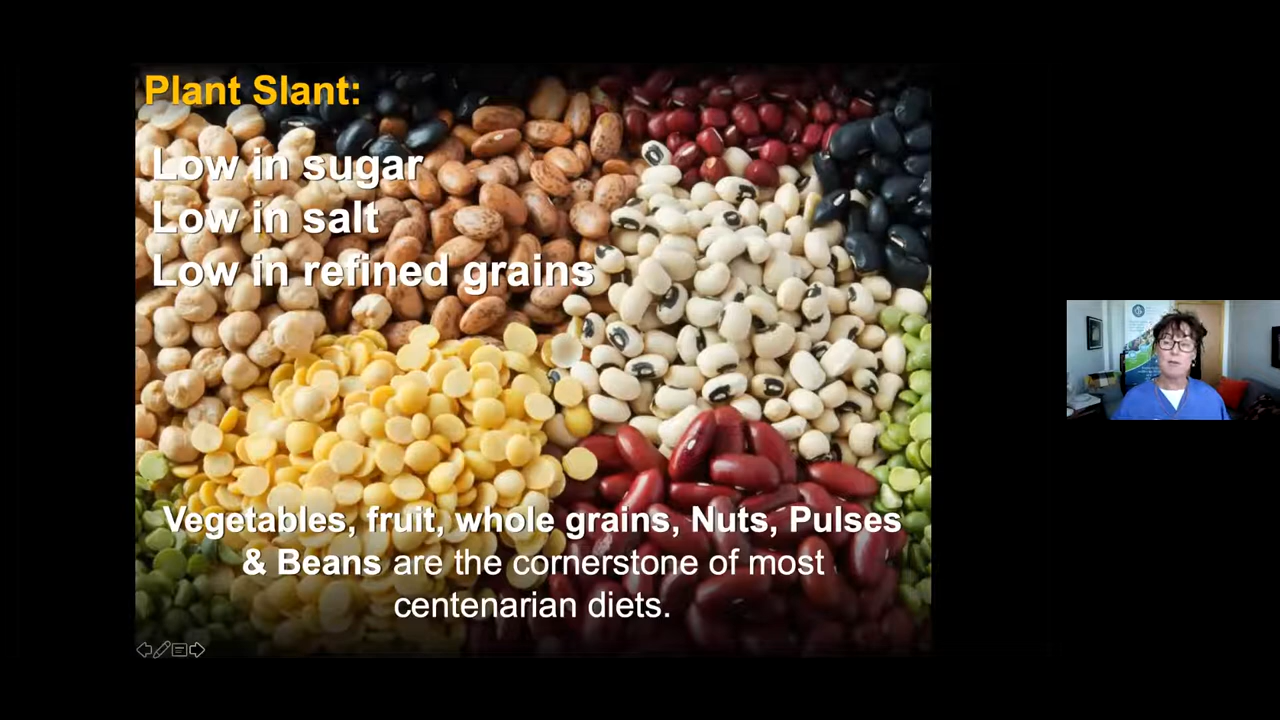 Plant Slant:
Low in sugar
Low in salt
Low in refined grains
Vegetables, fruit, whole grains, Nuts, Pulses
& Beans are the cornerstone of most
centenarian diets.